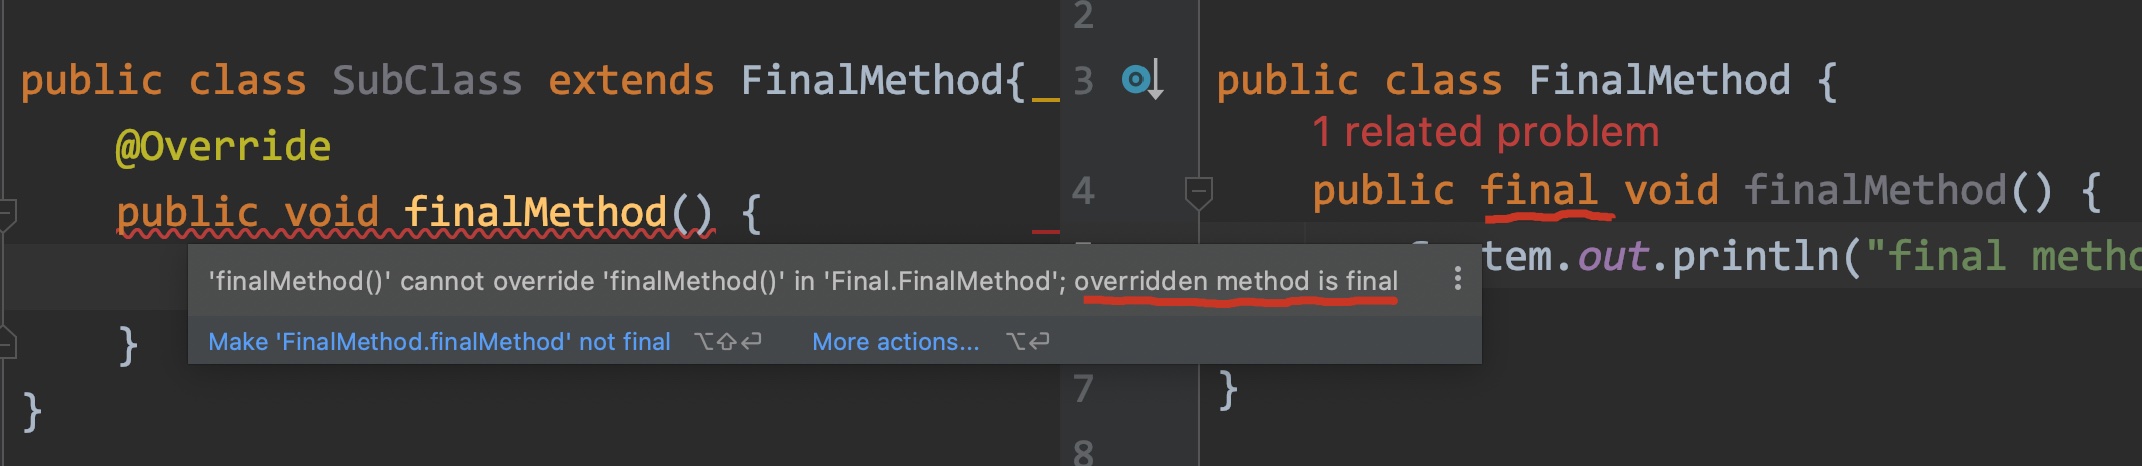 public class SubClass extends FinalMethod{
@Override
public void finalMethod() {
'finalMethod()' cannot override 'finalMethod()' in 'Final.FinalMethod'; overridden method is final
Make 'FinalMethod.finalMethod' not final ⌥⇧⏎ More actions... ⌥⏎
}
}
2
3 public class FinalMethod {
1 related problem
4 public final void finalMethod() {
tem.out.println("final metho
7 }
8